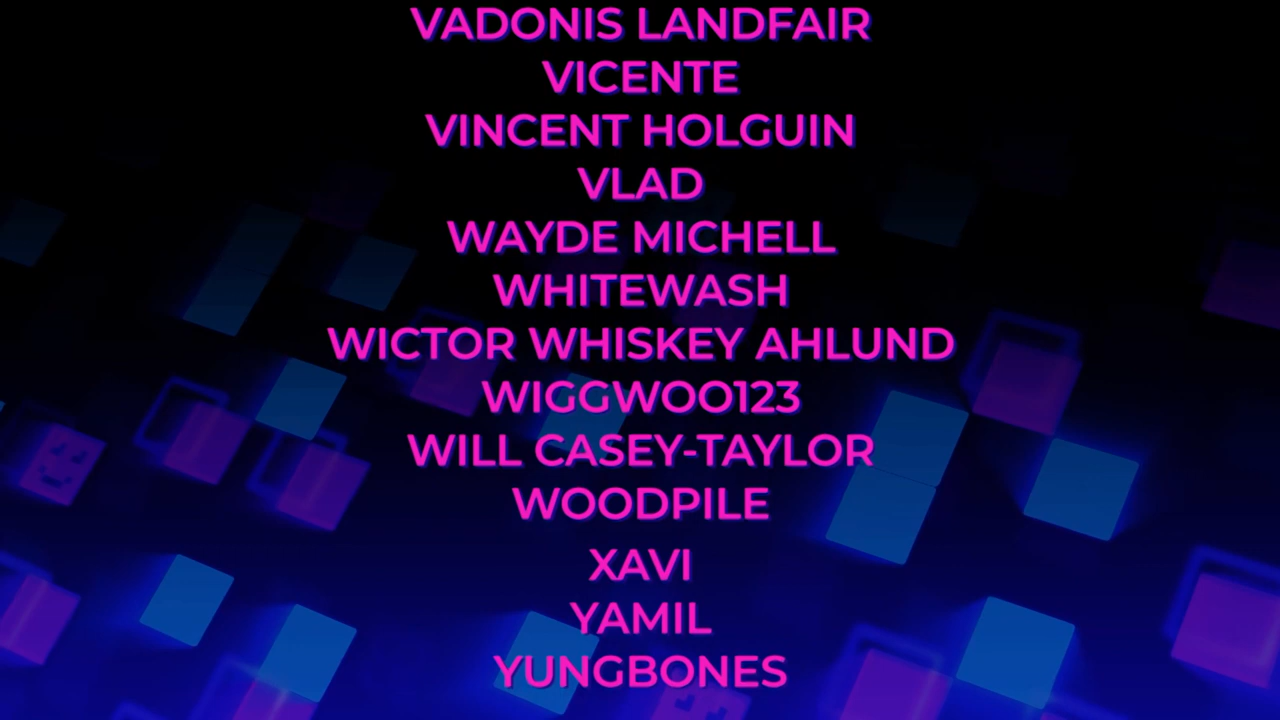 VADONIS LANDFAIR
VICENTE
VINCENT HOLGUIN
VLAD
WAYDE MICHELL
WHITEWASH
WICTOR WHISKEY AHLUND
WIGGWOO123
WILL CASEY-TAYLOR
WOODPILE
XAVI
YAMIL
YUNGBONES